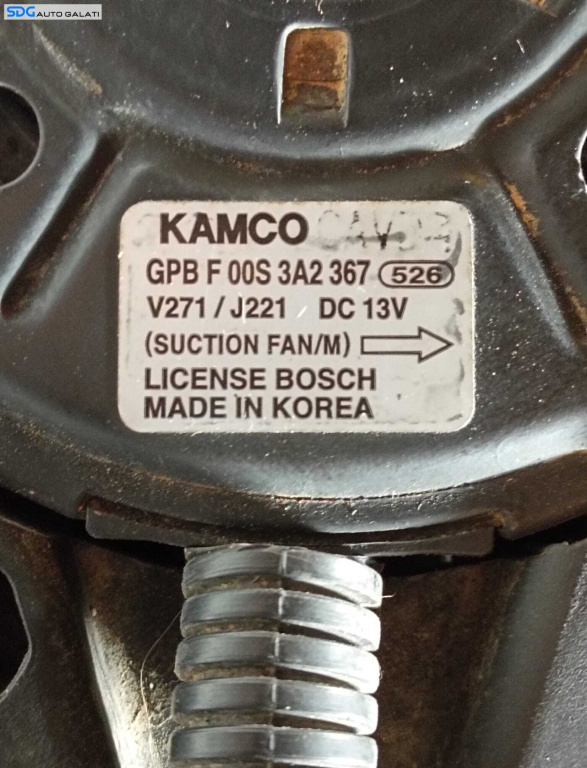 SDG AUTO GALATI
KAMCO
GPB F 00S 3A2 367 526
V271 / J221 DC 13V
(SUCTION FAN/M)
LICENSE BOSCH
MADE IN KOREA